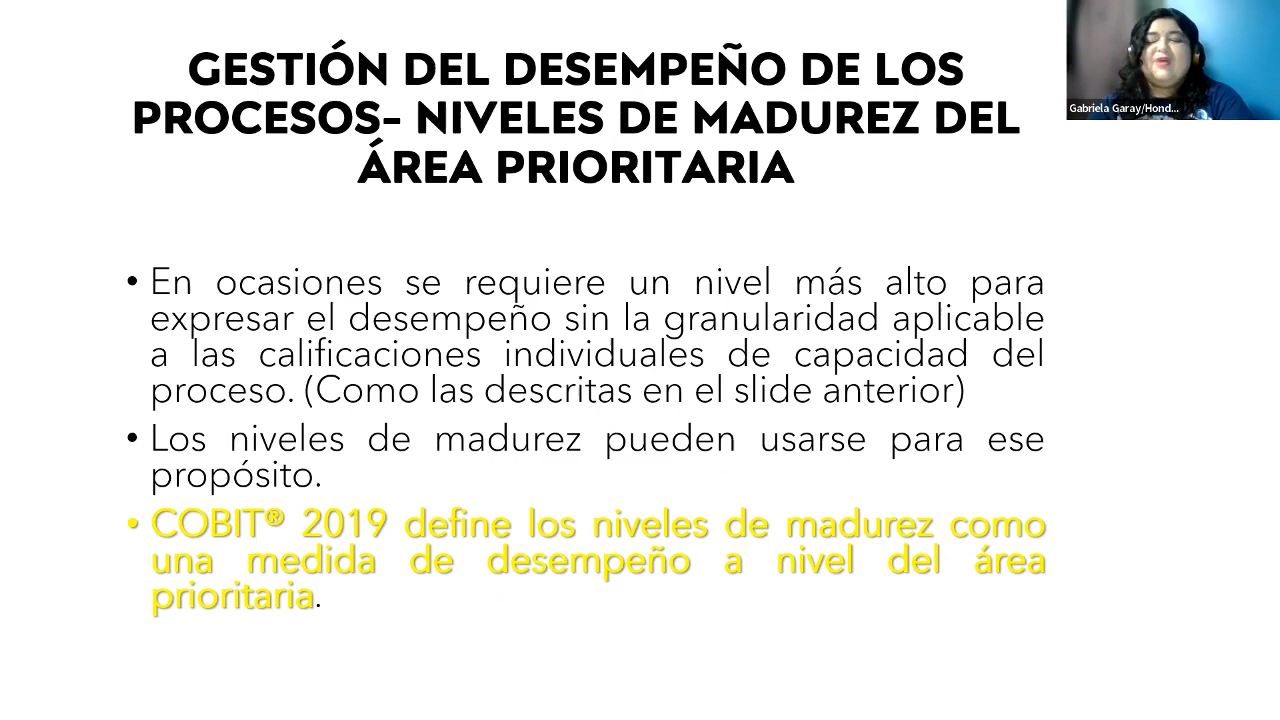 GESTIÓN DEL DESEMPEÑO DE LOS
PROCESOS– NIVELES DE MADUREZ DEL
ÁREA PRIORITARIA
Gabriela Garay/Hond...
• En ocasiones se requiere un nivel más alto para
expresar el desempeño sin la granularidad aplicable
a las calificaciones individuales de capacidad del
proceso. (Como las descritas en el slide anterior)
• Los niveles de madurez pueden usarse para ese
propósito.
• COBIT® 2019 define los niveles de madurez como
una medida de desempeño a nivel del área
prioritaria.